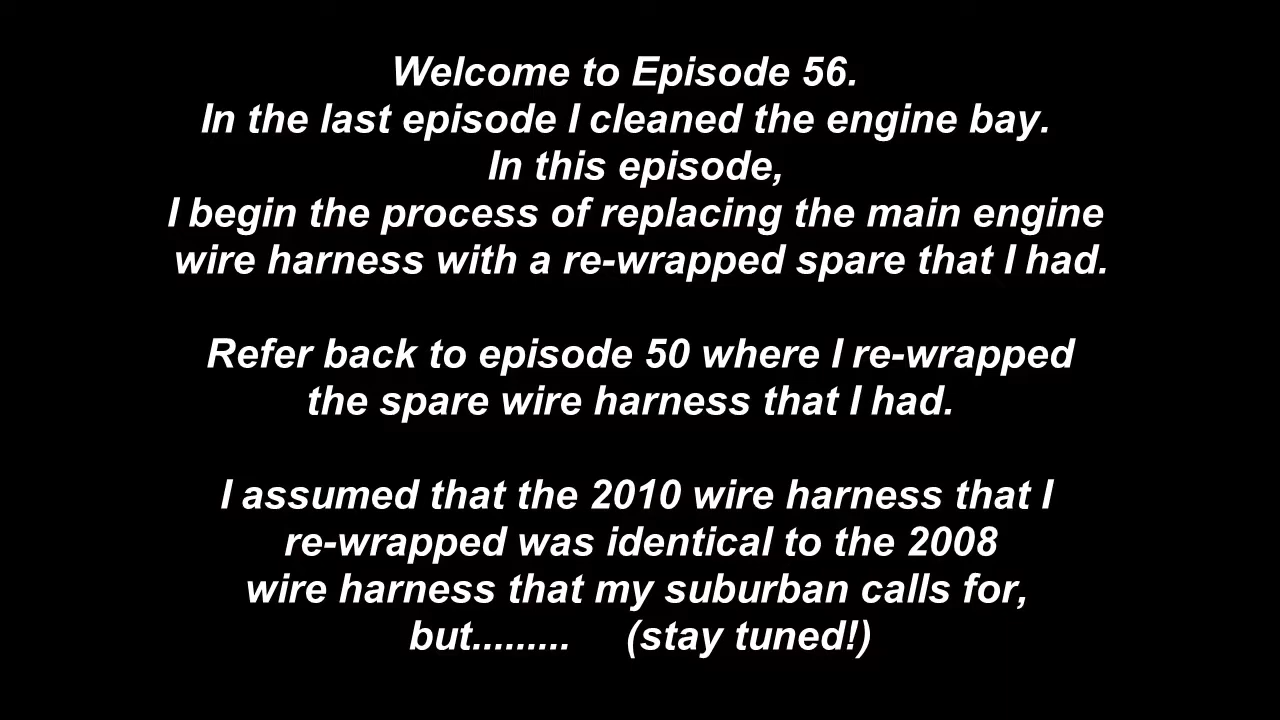 Welcome to Episode 56.
In the last episode I cleaned the engine bay.
In this episode,
I begin the process of replacing the main engine
wire harness with a re-wrapped spare that I had.
Refer back to episode 50 where I re-wrapped
the spare wire harness that I had.
I assumed that the 2010 wire harness that I
re-wrapped was identical to the 2008
wire harness that my suburban calls for,
but......... (stay tuned!)